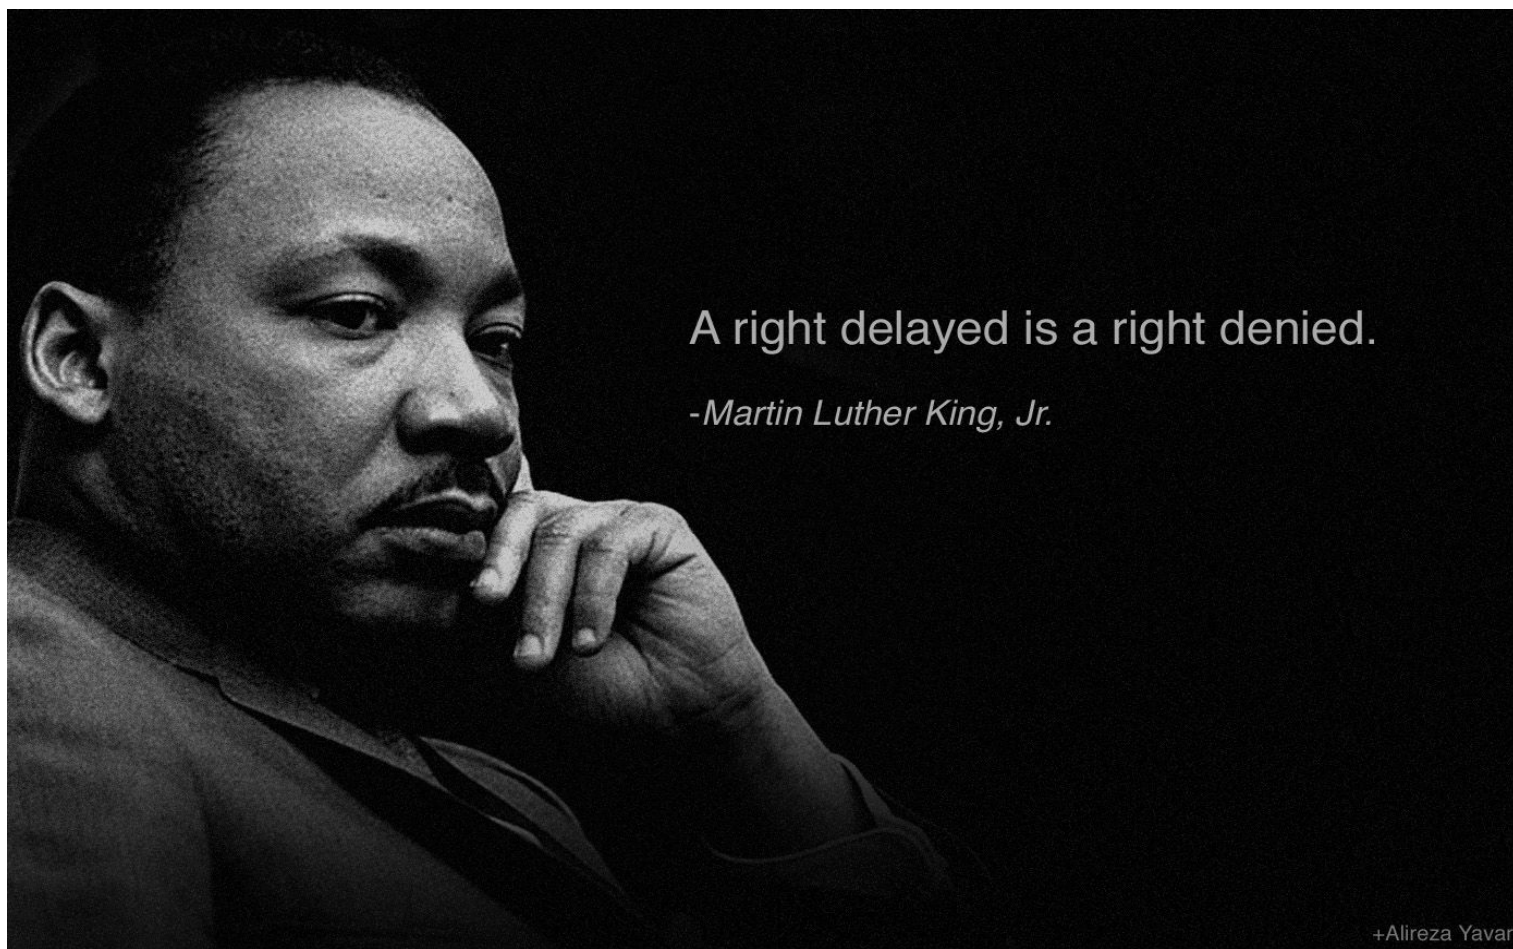 A right delayed is a right denied.
-Martin Luther King, Jr.
+Alireza Yavar